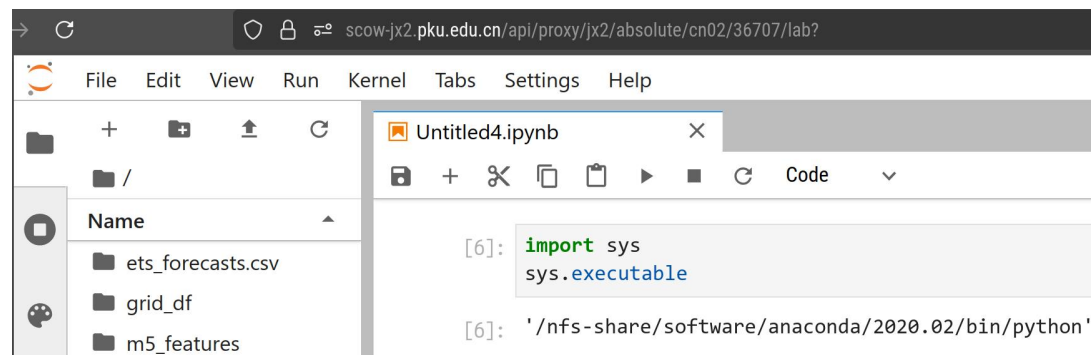 scow-jx2.pku.edu.cn/api/proxy/jx2/absolute/cn02/36707/lab?
File Edit View Run Kernel Tabs Settings Help
Untitled4.ipynb
/
Code
Name
ets_forecasts.csv
grid_df
m5_features
[6]: import sys
sys.executable
[6]: '/nfs-share/software/anaconda/2020.02/bin/python'